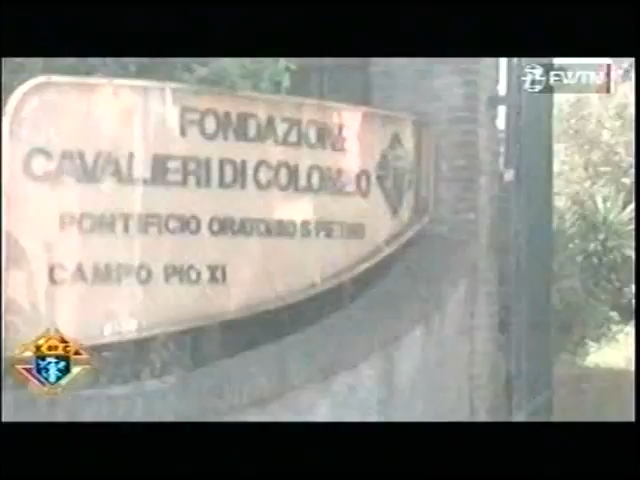 EWTN
FONDAZIONE
CAVALIERI DI COLOMBO
PONTIFICIO ORATORIO S PIETRO
CAMPO PIO XI